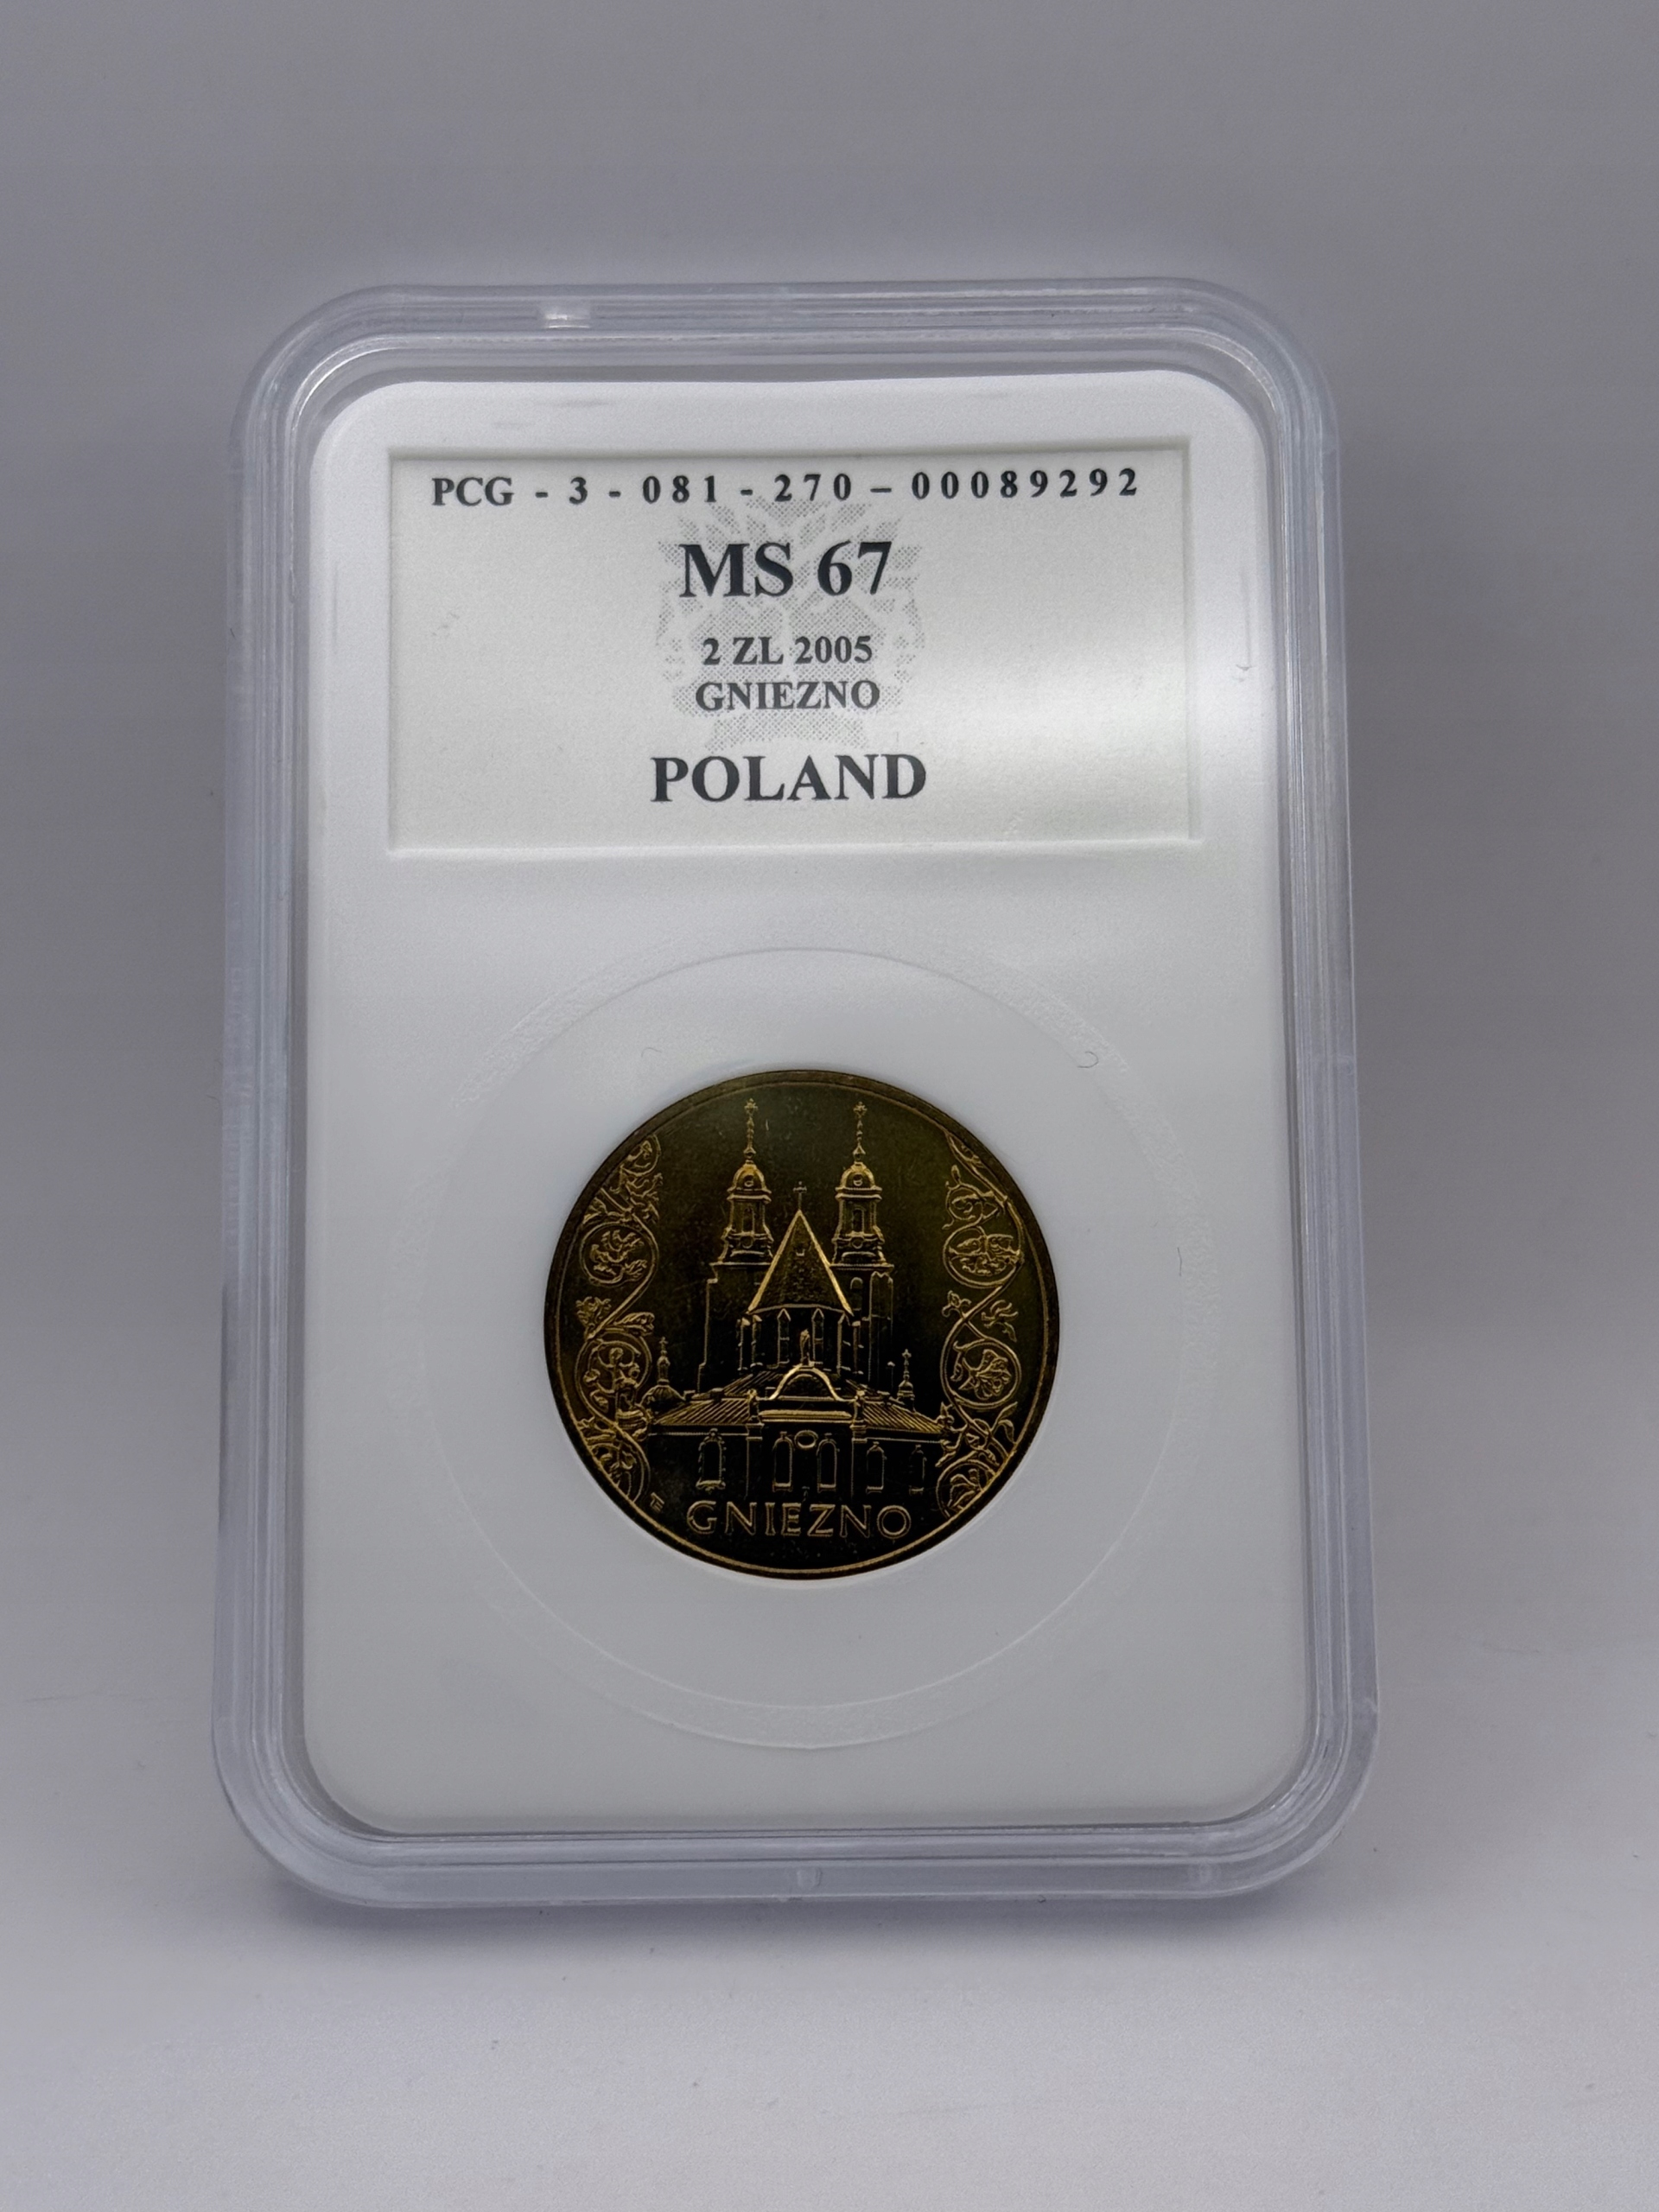 PCG - 3 - 081 - 270 – 00089292
MS 67
2 ZL 2005
GNIEZNO
POLAND
GNIEZNO